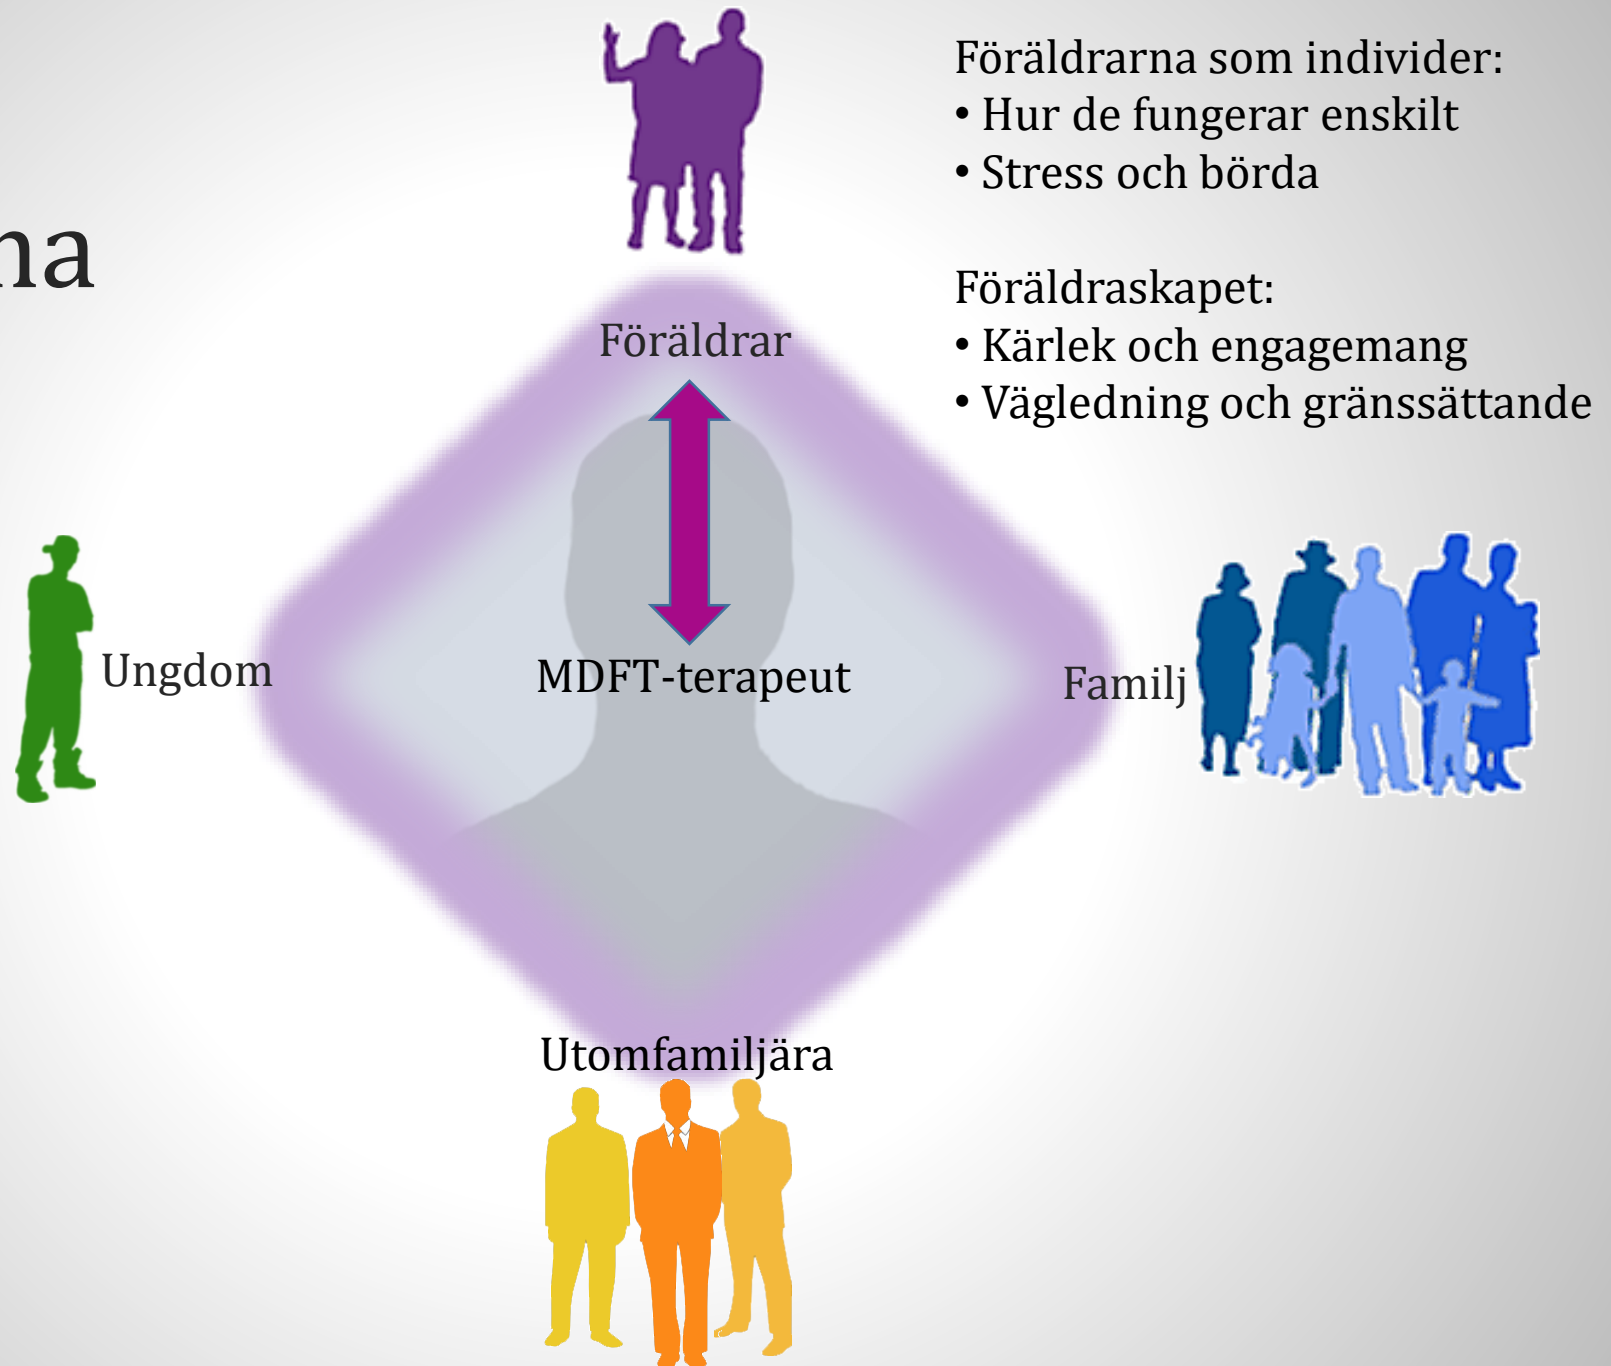 Föräldrarna som individer:
• Hur de fungerar enskilt
• Stress och börda
na
Föräldraskapet:
• Kärlek och engagemang
• Vägledning och gränssättande
Föräldrar
Ungdom
MDFT-terapeut
Familj
Utomfamiljära